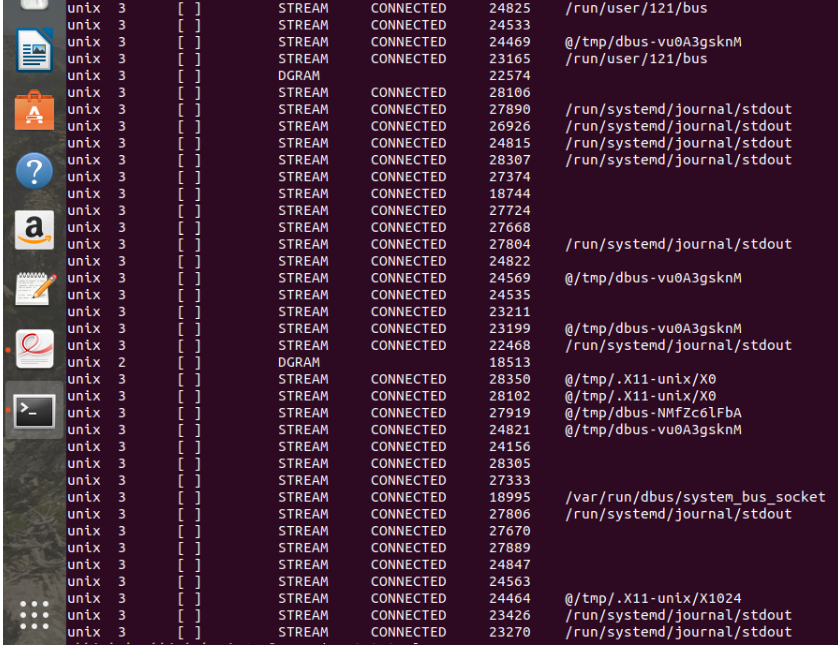 unix 3 [ ] STREAM CONNECTED 24825 /run/user/121/bus
unix 3 [ ] STREAM CONNECTED 24533
unix 3 [ ] STREAM CONNECTED 24469 @/tmp/dbus-vu0A3gsknM
unix 3 [ ] STREAM CONNECTED 23165 /run/user/121/bus
unix 3 [ ] DGRAM 22574
unix 3 [ ] STREAM CONNECTED 28106
unix 3 [ ] STREAM CONNECTED 27890 /run/systemd/journal/stdout
unix 3 [ ] STREAM CONNECTED 26926 /run/systemd/journal/stdout
unix 3 [ ] STREAM CONNECTED 24815 /run/systemd/journal/stdout
unix 3 [ ] STREAM CONNECTED 28307 /run/systemd/journal/stdout
unix 3 [ ] STREAM CONNECTED 27374
unix 3 [ ] STREAM CONNECTED 18744
unix 3 [ ] STREAM CONNECTED 27724
unix 3 [ ] STREAM CONNECTED 27668
unix 3 [ ] STREAM CONNECTED 27804 /run/systemd/journal/stdout
unix 3 [ ] STREAM CONNECTED 24822
unix 3 [ ] STREAM CONNECTED 24569 @/tmp/dbus-vu0A3gsknM
unix 3 [ ] STREAM CONNECTED 24535
unix 3 [ ] STREAM CONNECTED 23211
unix 3 [ ] STREAM CONNECTED 23199 @/tmp/dbus-vu0A3gsknM
unix 3 [ ] STREAM CONNECTED 22468 /run/systemd/journal/stdout
unix 2 [ ] DGRAM 18513
unix 3 [ ] STREAM CONNECTED 28350 @/tmp/.X11-unix/X0
unix 3 [ ] STREAM CONNECTED 28102 @/tmp/.X11-unix/X0
unix 3 [ ] STREAM CONNECTED 27919 @/tmp/dbus-NMfZc6lFbA
unix 3 [ ] STREAM CONNECTED 24821 @/tmp/dbus-vu0A3gsknM
unix 3 [ ] STREAM CONNECTED 24156
unix 3 [ ] STREAM CONNECTED 28305
unix 3 [ ] STREAM CONNECTED 27333
unix 3 [ ] STREAM CONNECTED 18995 /var/run/dbus/system_bus_socket
unix 3 [ ] STREAM CONNECTED 27806 /run/systemd/journal/stdout
unix 3 [ ] STREAM CONNECTED 27670
unix 3 [ ] STREAM CONNECTED 27889
unix 3 [ ] STREAM CONNECTED 24847
unix 3 [ ] STREAM CONNECTED 24563
unix 3 [ ] STREAM CONNECTED 24464 @/tmp/.X11-unix/X1024
unix 3 [ ] STREAM CONNECTED 23426 /run/systemd/journal/stdout
unix 3 [ ] STREAM CONNECTED 23270 /run/systemd/journal/stdout